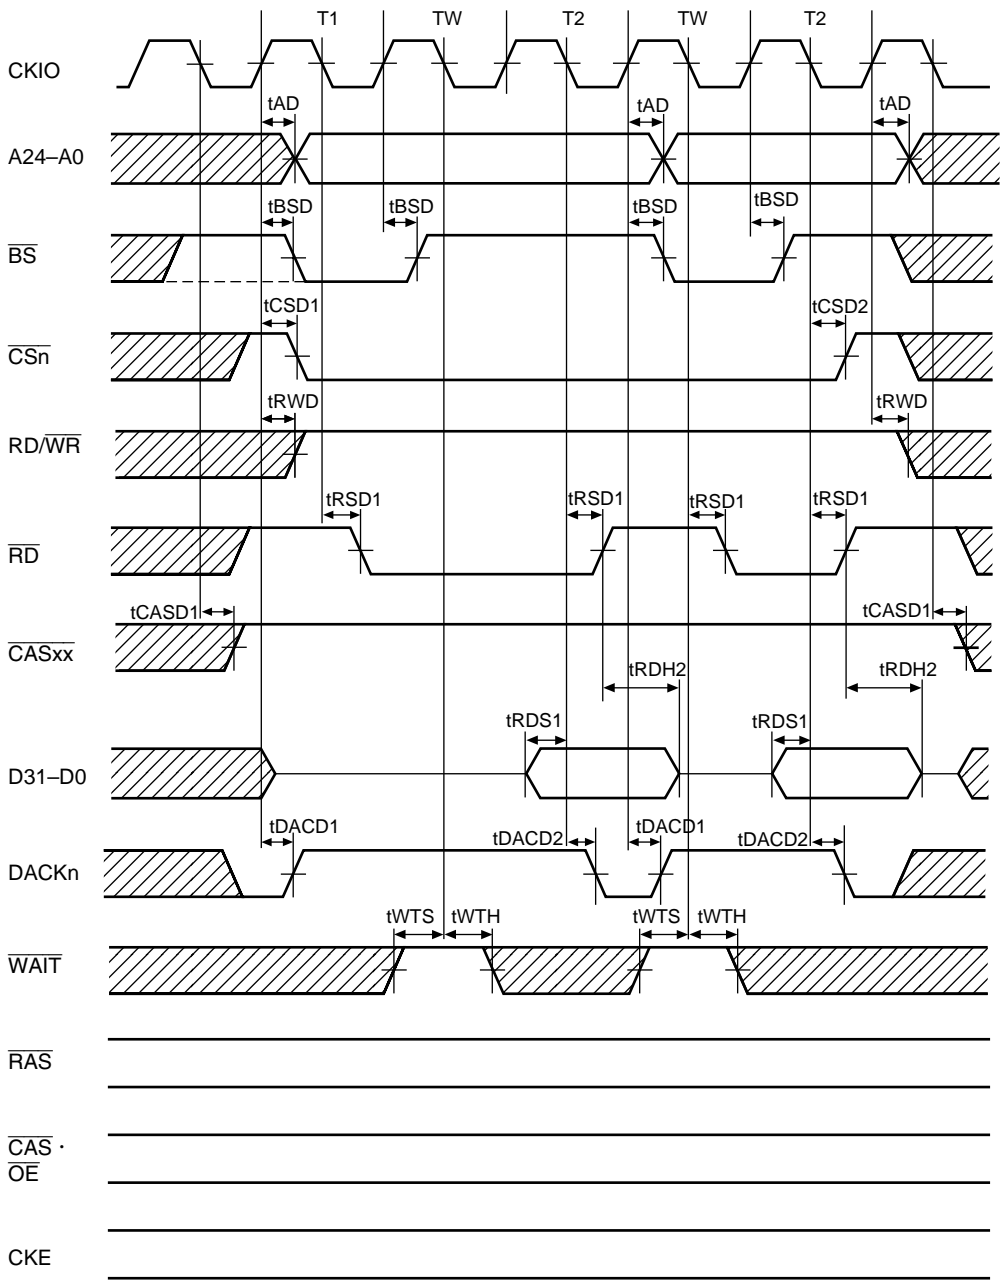 T1 TW T2 TW T2
CKIO
tAD tAD tAD
A24–A0
tBSD tBSD tBSD tBSD
BS
tCSD1 tCSD2
CSn
tRWD tRWD
RD/WR
tRSD1 tRSD1 tRSD1 tRSD1
RD
tCASD1 tCASD1
CASxx
tRDH2 tRDH2
tRDS1 tRDS1
D31–D0
tDACD1 tDACD2 tDACD1 tDACD2
DACKn
tWTS tWTH tWTS tWTH
WAIT
RAS
CAS ·
OE
CKE